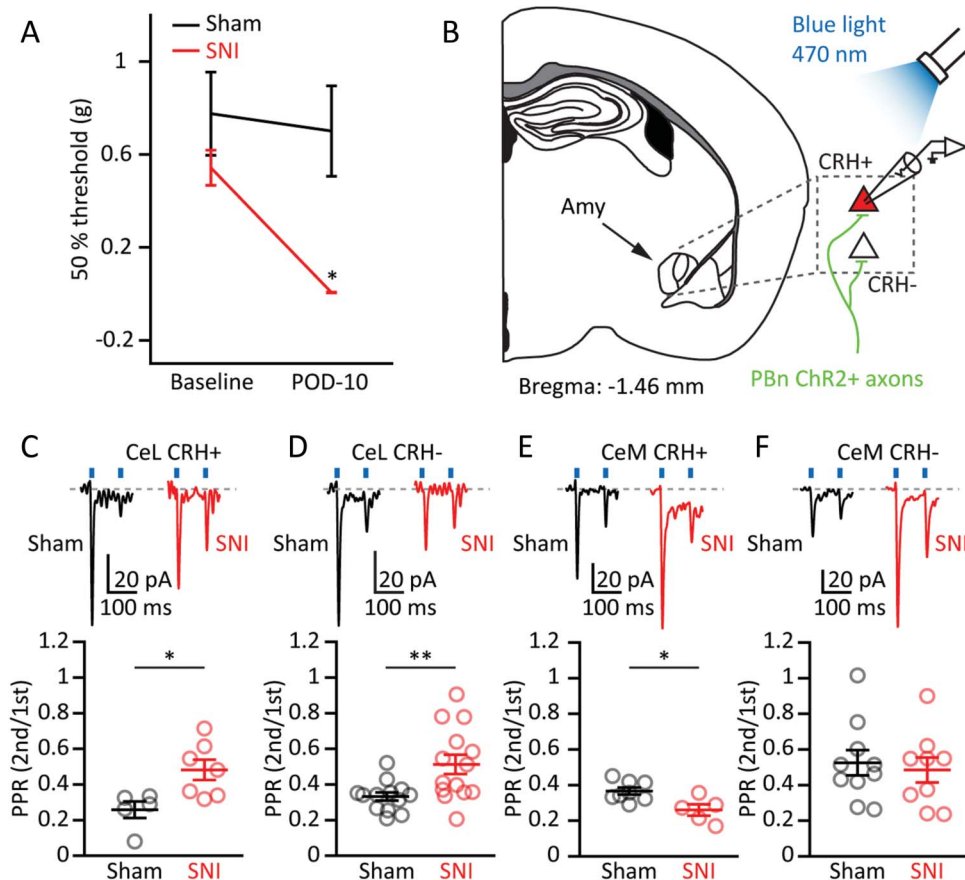 A
Sham
SNI
50 % threshold (g)
1
0.6
0.2
-0.2
*
Baseline
POD-10
B
Blue light
470 nm
CRH+
Amy
CRH-
Bregma: -1.46 mm
PBn ChR2+ axons
C
CeL CRH+
Sham
SNI
20 pA
100 ms
PPR (2nd/1st)
1.2
1
0.8
0.6
0.4
0.2
0
*
Sham
SNI
D
CeL CRH-
Sham
SNI
20 pA
100 ms
PPR (2nd/1st)
1.2
1
0.8
0.6
0.4
0.2
0
**
Sham
SNI
E
CeM CRH+
Sham
SNI
20 pA
100 ms
PPR (2nd/1st)
1.2
1
0.8
0.6
0.4
0.2
0
*
Sham
SNI
F
CeM CRH-
Sham
SNI
20 pA
100 ms
PPR (2nd/1st)
1.2
1
0.8
0.6
0.4
0.2
0
Sham
SNI